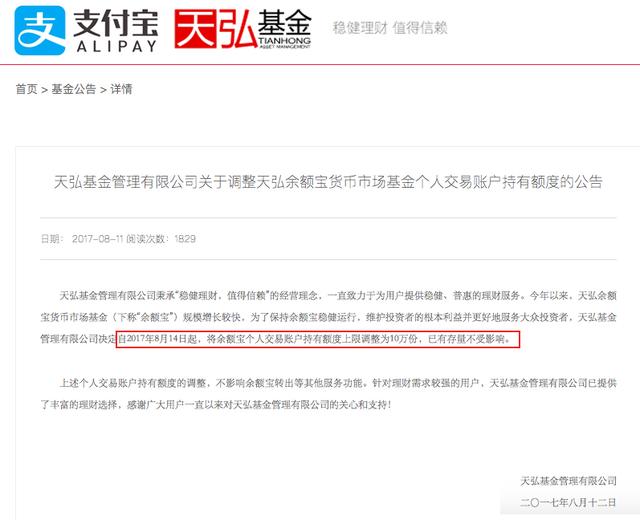 支 支付宝
ALIPAY
天弘基金
TIANHONG
ASSET MANAGEMENT
稳健理财 值得信赖
首页 > 基金公告 > 详情
天弘基金管理有限公司关于调整天弘余额宝货币市场基金个人交易账户持有额度的公告
日期： 2017-08-11 阅读次数：1829
天弘基金管理有限公司秉承“稳健理财，值得信赖”的经营理念，一直致力于为用户提供稳健、普惠的理财服务。今年以来，天弘余额
宝货币市场基金（下称“余额宝”）规模增长较快，为了保持余额宝稳健运行，维护投资者的根本利益并更好地服务大众投资者，天弘基金
管理有限公司决定自2017年8月14日起，将余额宝个人交易账户持有额度上限调整为10万份，已有存量不受影响。
上述个人交易账户持有额度的调整，不影响余额宝转出等其他服务功能。针对理财需求较强的用户，天弘基金管理有限公司已提供
了丰富的理财选择，感谢广大用户一直以来对天弘基金管理有限公司的关心和支持！
天弘基金管理有限公司
二〇一七年八月十二日